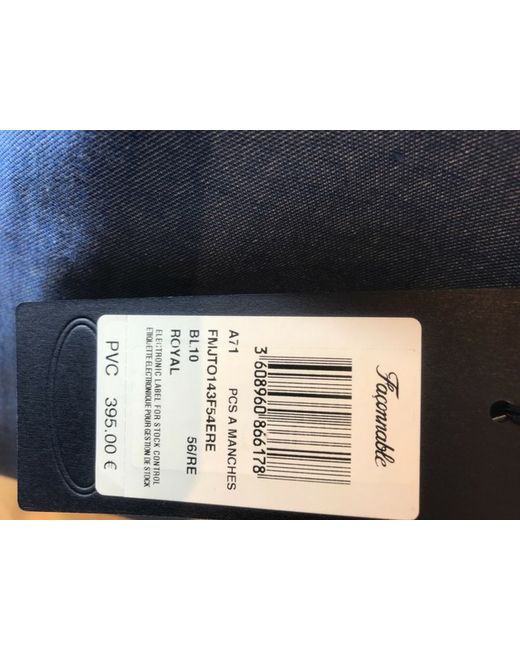 Façonnable
3 608960 866178
A71 PCS A MANCHES
FMJTO143F54ERE
BL10 56/RE
ROYAL
ELECTRONIC LABEL FOR STOCK CONTROL
ETIQUETTE ELECTRONIQUE POUR GESTION DE STOCK
PVC 395.00 €